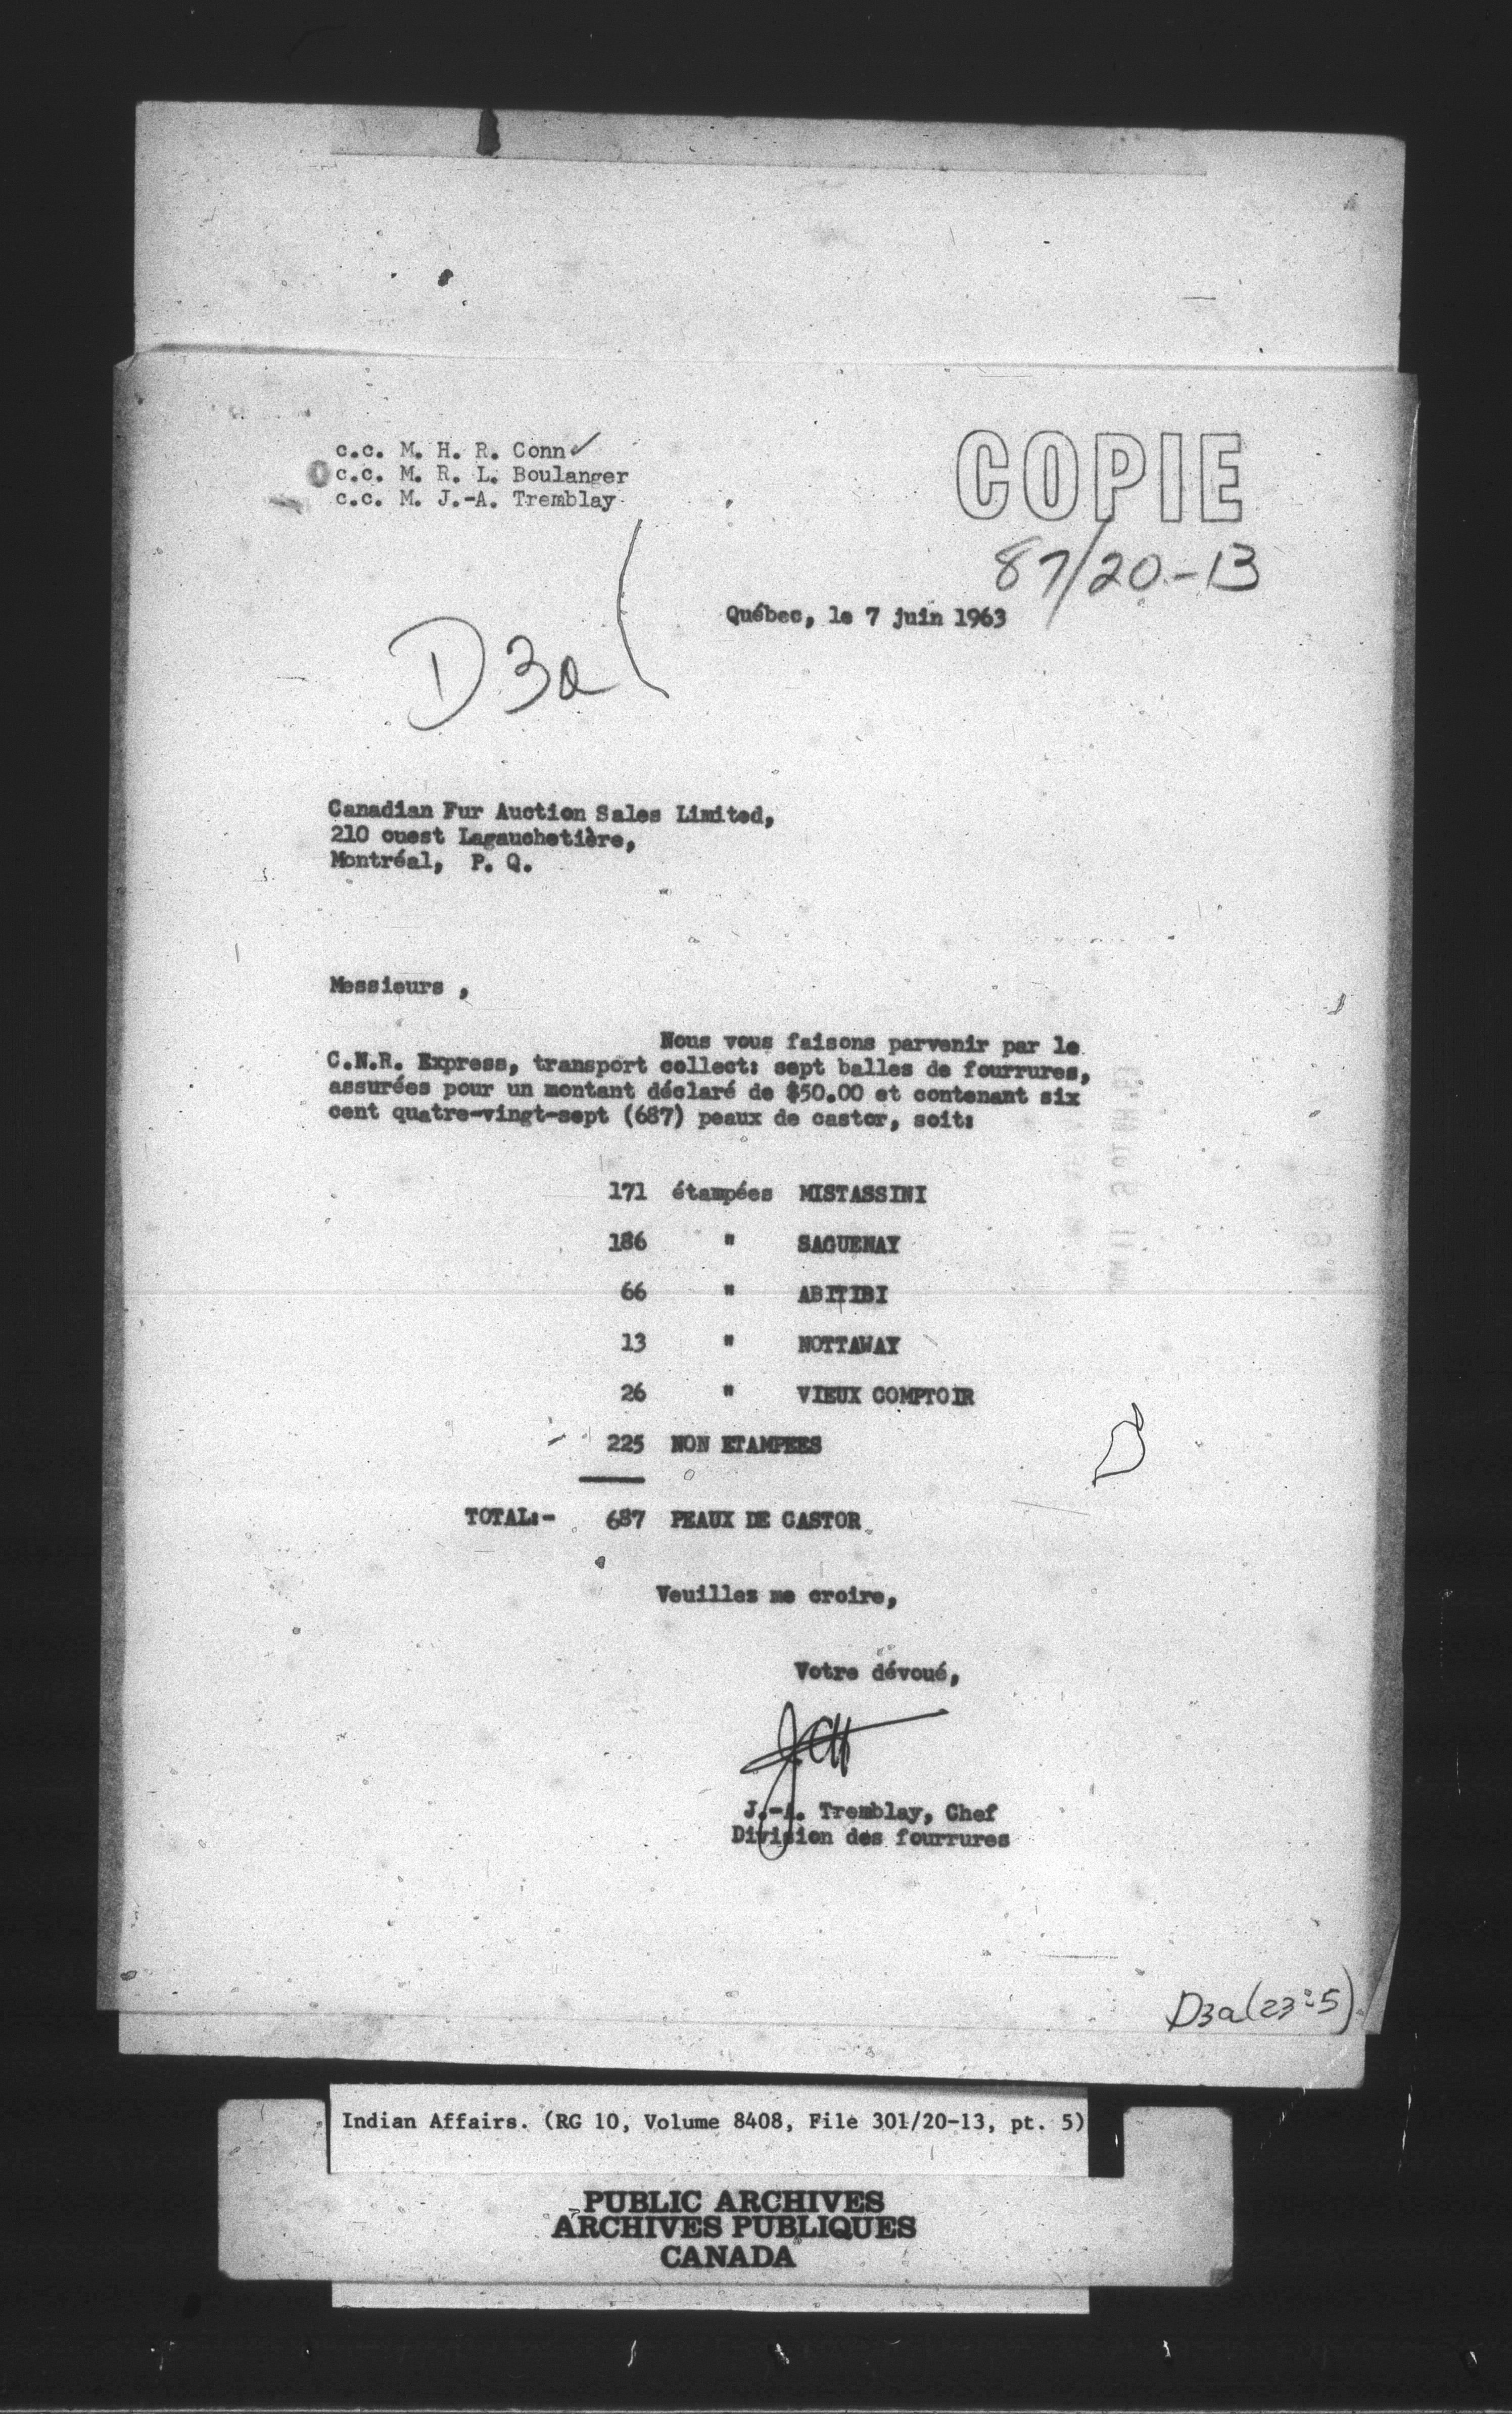 c.c. M. H. R. Conn
c.c. M. R. L. Boulanger
c.c. M. J.-A. Tremblay
COPIE
87/20-13
Québec, le 7 juin 1963
D3a
Canadian Fur Auction Sales Limited,
210 ouest Lagauchetière,
Montréal, P. Q.
Messieurs ,
Nous vous faisons parvenir par le
C.N.R. Express, transport collect: sept balles de fourrures,
assurées pour un montant déclaré de $50.00 et contenant six
cent quatre-vingt-sept (687) peaux de castor, soit:
171 étampées MISTASSINI
186 " SAGUENAY
66 " ABITIBI
13 " NOTTAWAY
26 " VIEUX COMPTOIR
225 NON ETAMPEES
TOTAL:- 687 PEAUX DE CASTOR
Veuillez me croire,
Votre dévoué,
J.-A. Tremblay, Chef
Division des fourrures
D3a(23-5)
Indian Affairs. (RG 10, Volume 8408, File 301/20-13, pt. 5)
PUBLIC ARCHIVES
ARCHIVES PUBLIQUES
CANADA